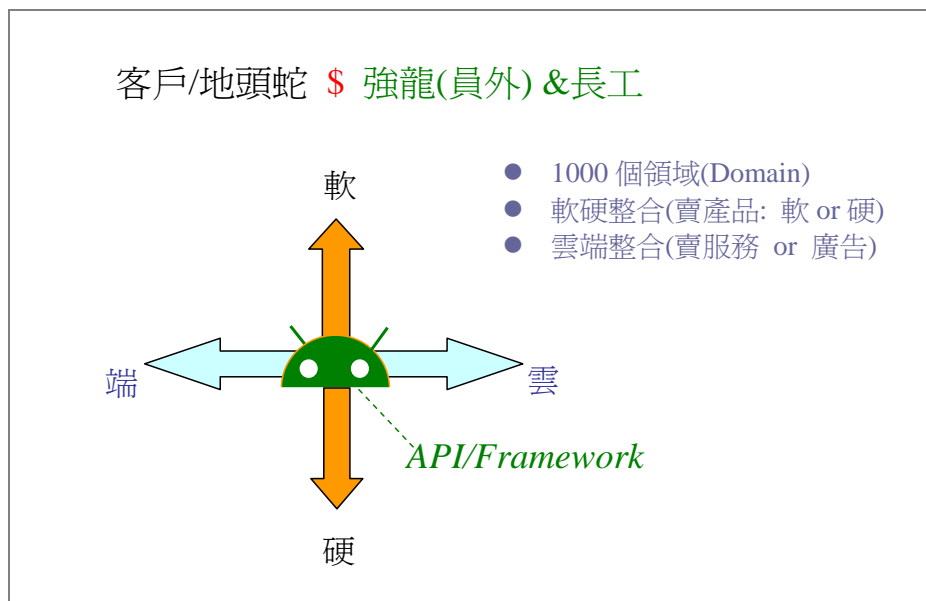 客戶/地頭蛇 $ 強龍(員外) &長工
● 1000 個領域(Domain)
● 軟硬整合(賣產品: 軟 or 硬)
● 雲端整合(賣服務 or 廣告)
軟
端
雲
API/Framework
硬